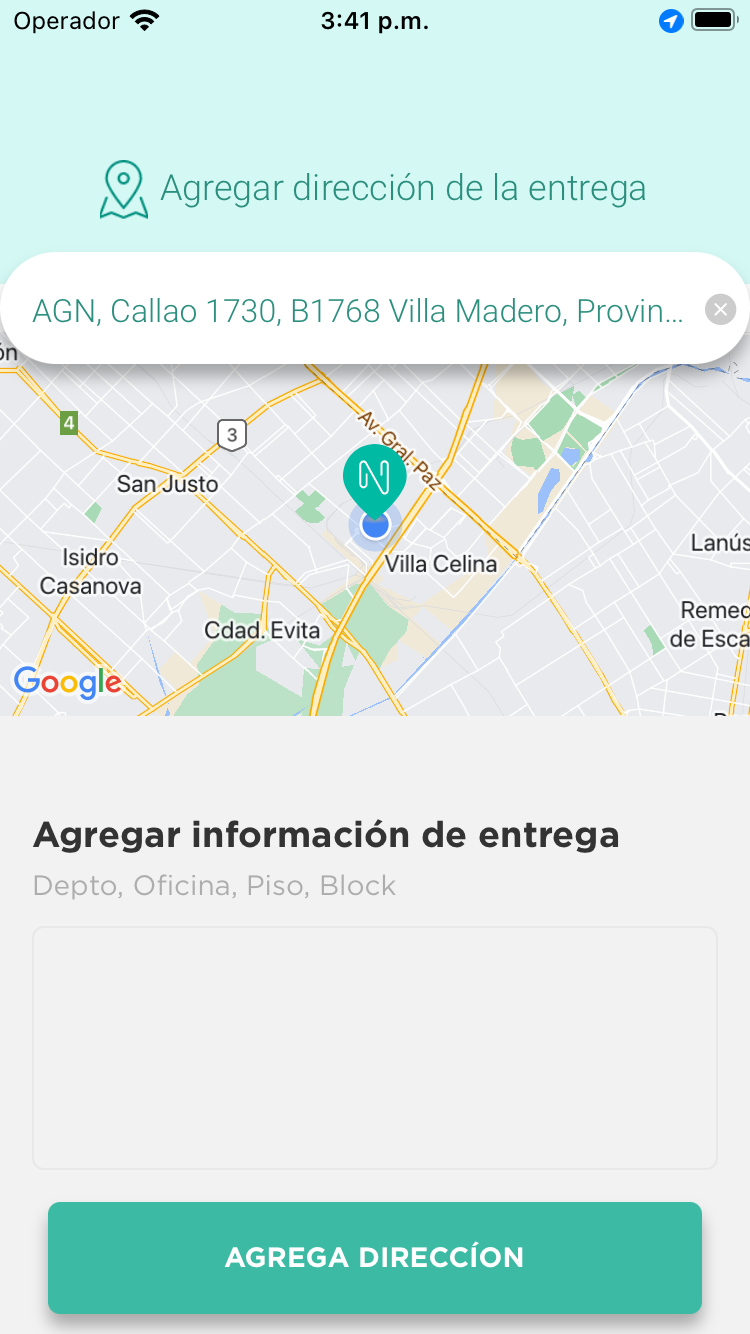 Operador 3:41 p.m.
Agregar dirección de la entrega
AGN, Callao 1730, B1768 Villa Madero, Provin...
ón
4
3
Av. Gral. Paz
San Justo
N
Isidro
Casanova
Villa Celina
Lanús
Remed
de Esca
Cdad. Evita
Google
Agregar información de entrega
Depto, Oficina, Piso, Block
AGREGA DIRECCÍON